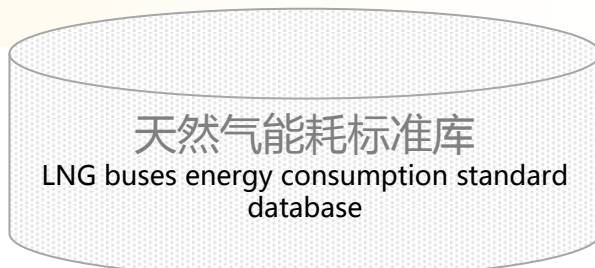 天然气能耗标准库
LNG buses energy consumption standard
database